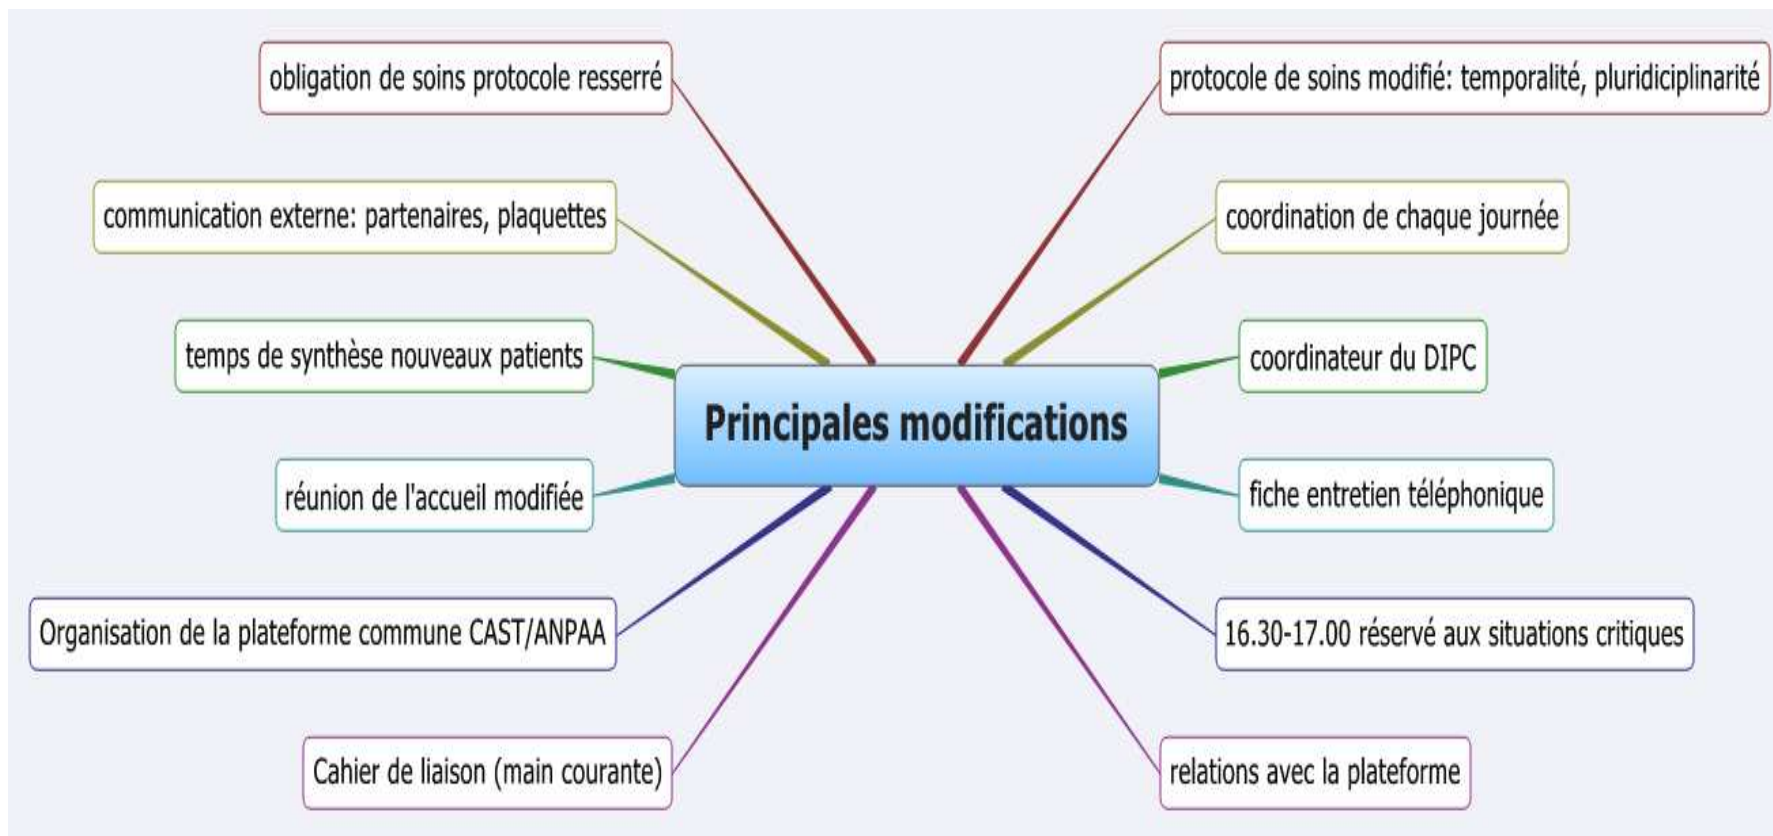 obligation de soins protocole resserré
protocole de soins modifié: temporalité, pluridiciplinarité
communication externe: partenaires, plaquettes
coordination de chaque journée
temps de synthèse nouveaux patients
coordinateur du DIPC
Principales modifications
réunion de l'accueil modifiée
fiche entretien téléphonique
Organisation de la plateforme commune CAST/ANPAA
16.30-17.00 réservé aux situations critiques
Cahier de liaison (main courante)
relations avec la plateforme